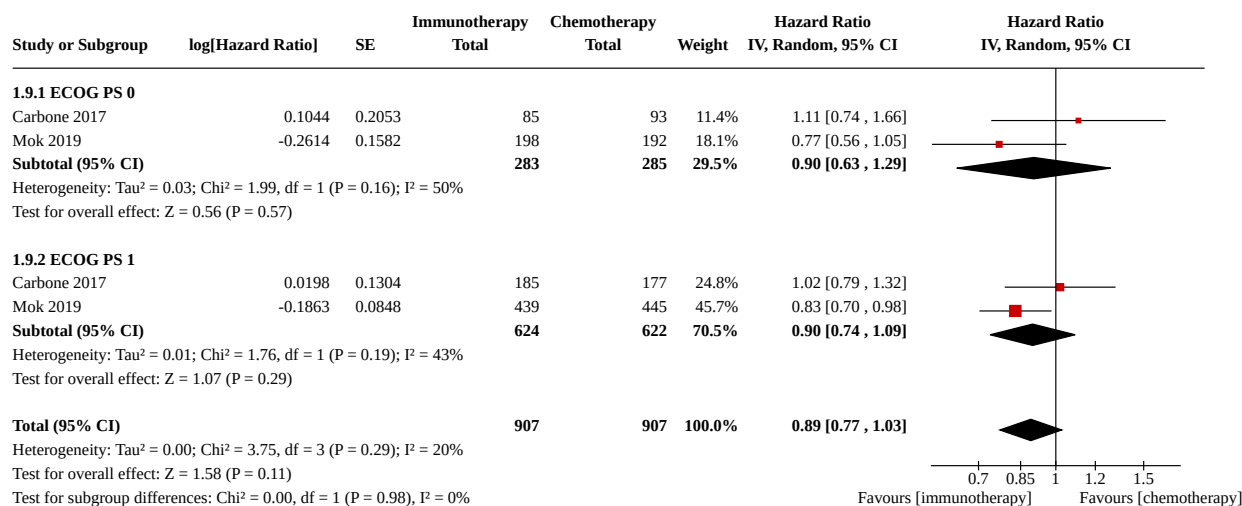 Immunotherapy Chemotherapy Hazard Ratio Hazard Ratio
Study or Subgroup log[Hazard Ratio] SE Total Total Weight IV, Random, 95% CI IV, Random, 95% CI
1.9.1 ECOG PS 0
Carbone 2017 0.1044 0.2053 85 93 11.4% 1.11 [0.74 , 1.66]
Mok 2019 -0.2614 0.1582 198 192 18.1% 0.77 [0.56 , 1.05]
Subtotal (95% CI) 283 285 29.5% 0.90 [0.63 , 1.29]
Heterogeneity: Tau² = 0.03; Chi² = 1.99, df = 1 (P = 0.16); I² = 50%
Test for overall effect: Z = 0.56 (P = 0.57)
1.9.2 ECOG PS 1
Carbone 2017 0.0198 0.1304 185 177 24.8% 1.02 [0.79 , 1.32]
Mok 2019 -0.1863 0.0848 439 445 45.7% 0.83 [0.70 , 0.98]
Subtotal (95% CI) 624 622 70.5% 0.90 [0.74 , 1.09]
Heterogeneity: Tau² = 0.01; Chi² = 1.76, df = 1 (P = 0.19); I² = 43%
Test for overall effect: Z = 1.07 (P = 0.29)
Total (95% CI) 907 907 100.0% 0.89 [0.77 , 1.03]
Heterogeneity: Tau² = 0.00; Chi² = 3.75, df = 3 (P = 0.29); I² = 20%
Test for overall effect: Z = 1.58 (P = 0.11)
0.7 0.85 1 1.2 1.5
Test for subgroup differences: Chi² = 0.00, df = 1 (P = 0.98), I² = 0%
Favours [immunotherapy] Favours [chemotherapy]